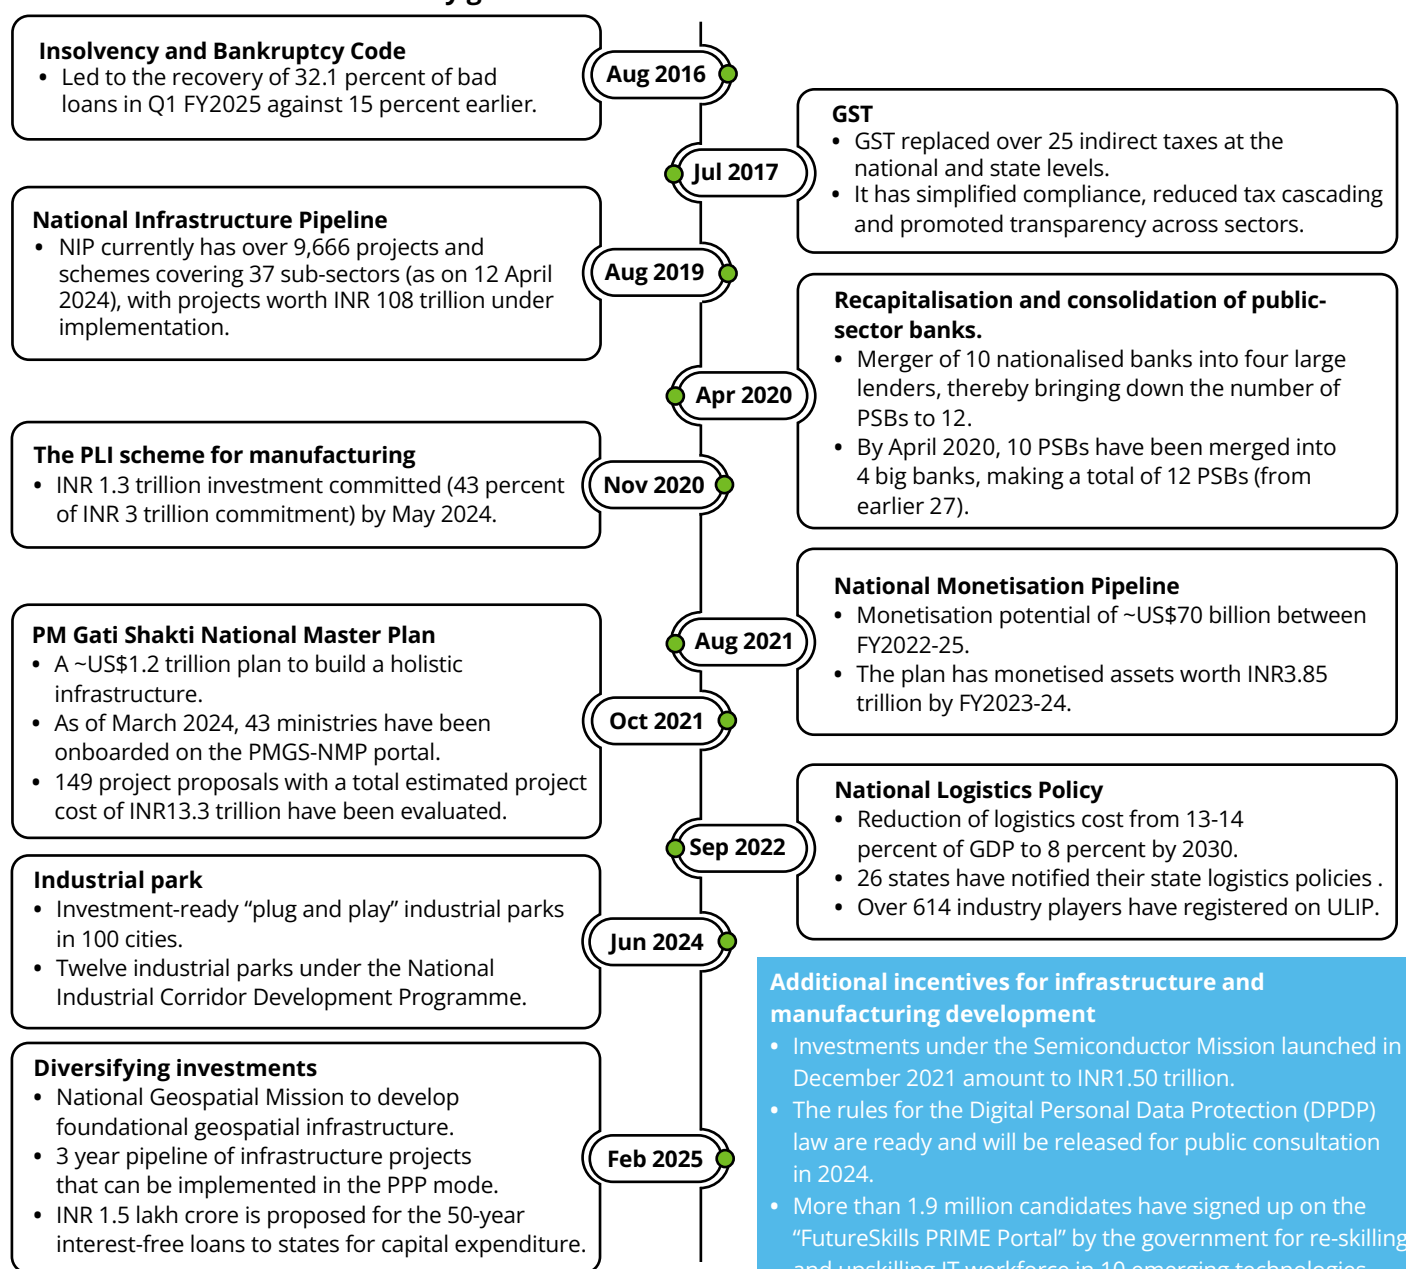 Insolvency and Bankruptcy Code
• Led to the recovery of 32.1 percent of bad
loans in Q1 FY2025 against 15 percent earlier.
Aug 2016
GST
• GST replaced over 25 indirect taxes at the
national and state levels.
• It has simplified compliance, reduced tax cascading
and promoted transparency across sectors.
Jul 2017
National Infrastructure Pipeline
• NIP currently has over 9,666 projects and
schemes covering 37 sub-sectors (as on 12 April
2024), with projects worth INR 108 trillion under
implementation.
Aug 2019
Recapitalisation and consolidation of public-
sector banks.
• Merger of 10 nationalised banks into four large
lenders, thereby bringing down the number of
PSBs to 12.
• By April 2020, 10 PSBs have been merged into
4 big banks, making a total of 12 PSBs (from
earlier 27).
Apr 2020
The PLI scheme for manufacturing
• INR 1.3 trillion investment committed (43 percent
of INR 3 trillion commitment) by May 2024.
Nov 2020
National Monetisation Pipeline
• Monetisation potential of ~US$70 billion between
FY2022-25.
• The plan has monetised assets worth INR3.85
trillion by FY2023-24.
Aug 2021
PM Gati Shakti National Master Plan
• A ~US$1.2 trillion plan to build a holistic
infrastructure.
• As of March 2024, 43 ministries have been
onboarded on the PMGS-NMP portal.
• 149 project proposals with a total estimated project
cost of INR13.3 trillion have been evaluated.
Oct 2021
National Logistics Policy
• Reduction of logistics cost from 13-14
percent of GDP to 8 percent by 2030.
• 26 states have notified their state logistics policies .
• Over 614 industry players have registered on ULIP.
Sep 2022
Industrial park
• Investment-ready “plug and play” industrial parks
in 100 cities.
• Twelve industrial parks under the National
Industrial Corridor Development Programme.
Jun 2024
Diversifying investments
• National Geospatial Mission to develop
foundational geospatial infrastructure.
• 3 year pipeline of infrastructure projects
that can be implemented in the PPP mode.
• INR 1.5 lakh crore is proposed for the 50-year
interest-free loans to states for capital expenditure.
Feb 2025
Additional incentives for infrastructure and
manufacturing development
• Investments under the Semiconductor Mission launched in
December 2021 amount to INR1.50 trillion.
• The rules for the Digital Personal Data Protection (DPDP)
law are ready and will be released for public consultation
in 2024.
• More than 1.9 million candidates have signed up on the
“FutureSkills PRIME Portal” by the government for re-skilling
and upskilling IT workforce in 10 emerging technologies